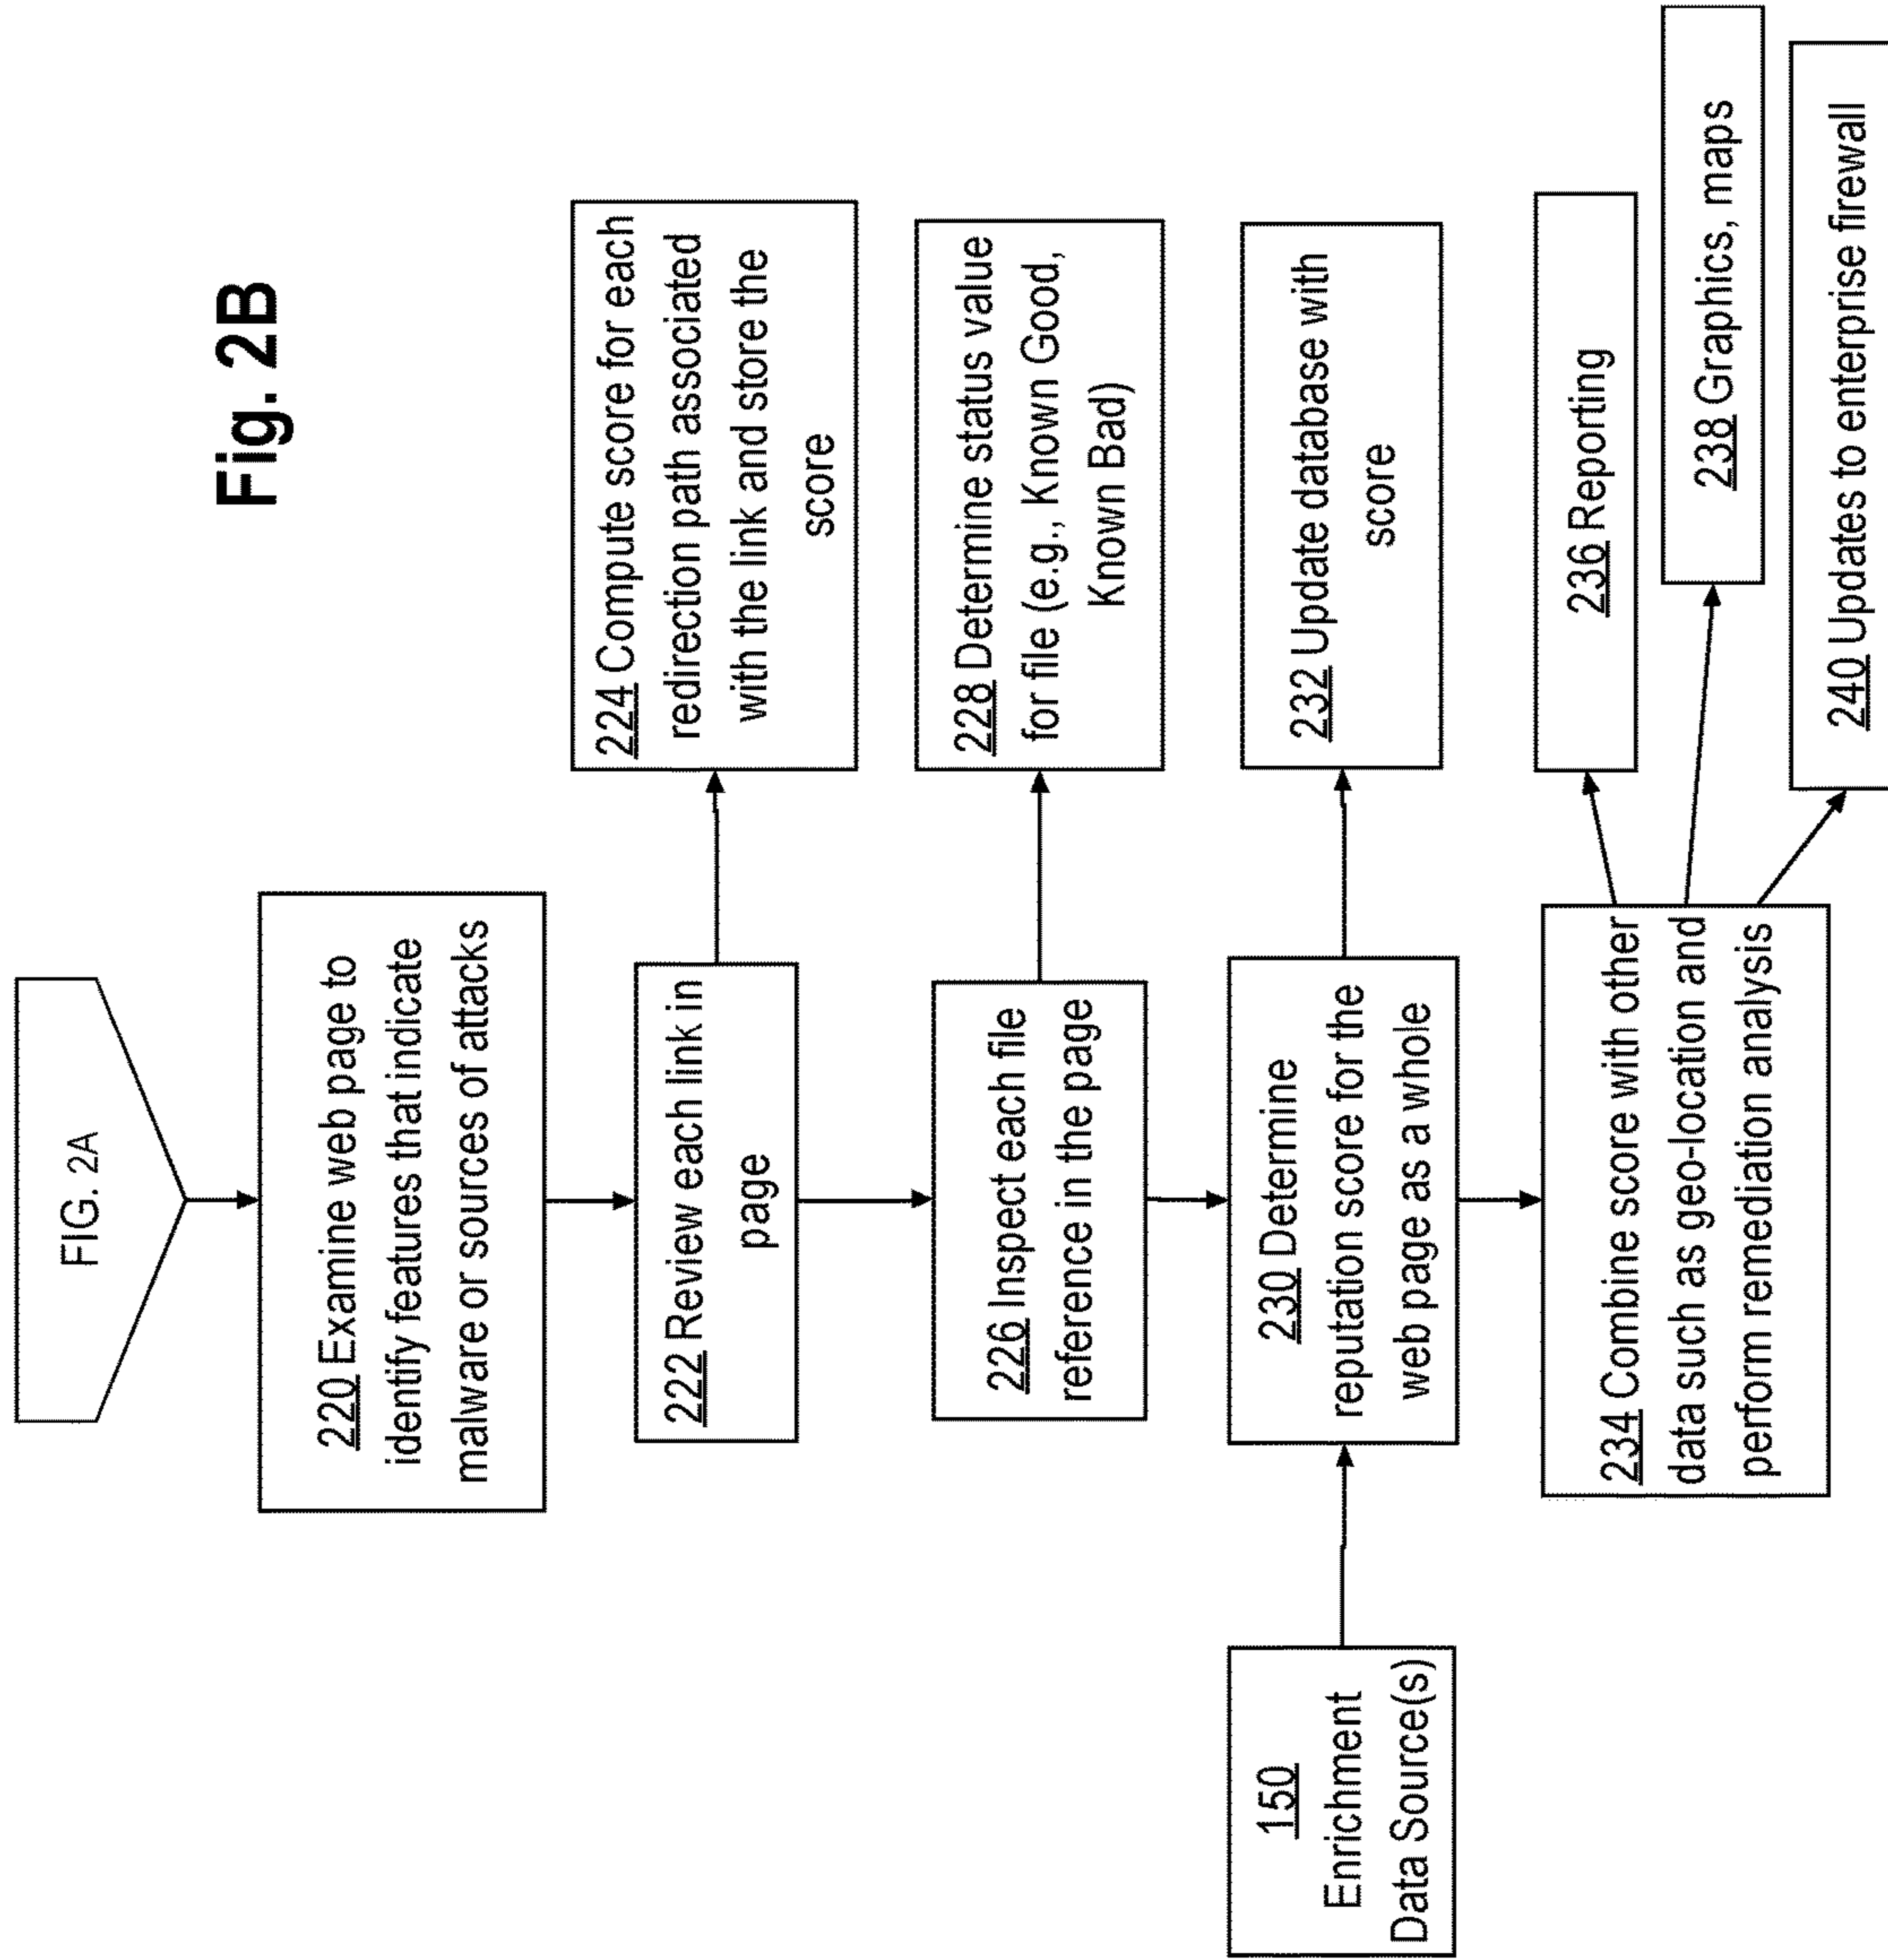 Fig. 2B
FIG. 2A
220 Examine web page to
identify features that indicate
malware or sources of attacks
222 Review each link in
page
224 Compute score for each
redirection path associated
with the link and store the
score
226 Inspect each file
reference in the page
228 Determine status value
for file (e.g., Known Good,
Known Bad)
150
Enrichment
Data Source(s)
230 Determine
reputation score for the
web page as a whole
232 Update database with
score
234 Combine score with other
data such as geo-location and
perform remediation analysis
236 Reporting
238 Graphics, maps
240 Updates to enterprise firewall